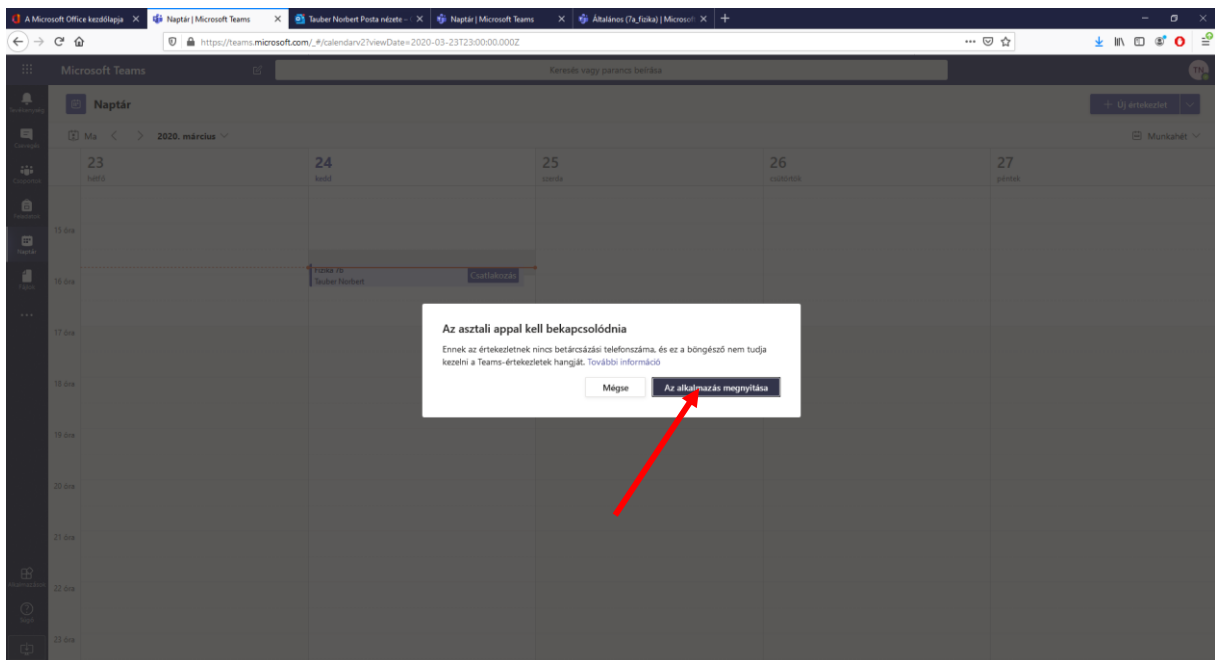 A Microsoft Office kezdőlapja
Naptár | Microsoft Teams
Tauber Norbert Posta nézete –
Naptár | Microsoft Teams
Általános (7a_fizika) | Microsoft
https://teams.microsoft.com/_#/calendarv2?viewDate=2020-03-23T23:00:00.000Z
Microsoft Teams
Keresés vagy parancs beírása
TN
Naptár
+ Új értekezlet
Ma
2020. március
Munkahét
23
24
25
26
27
hétfő
kedd
szerda
csütörtök
péntek
Naptár
15 óra
Fizika 7b
Tauber Norbert
Csatlakozás
16 óra
17 óra
18 óra
19 óra
20 óra
21 óra
22 óra
23 óra
Az asztali appal kell bekapcsolódnia
Ennek az értekezletnek nincs betárcsázási telefonszáma, és ez a böngésző nem tudja
kezelni a Teams-értekezletek hangját. További információ
Mégse
Az alkalmazás megnyitása
Súgó